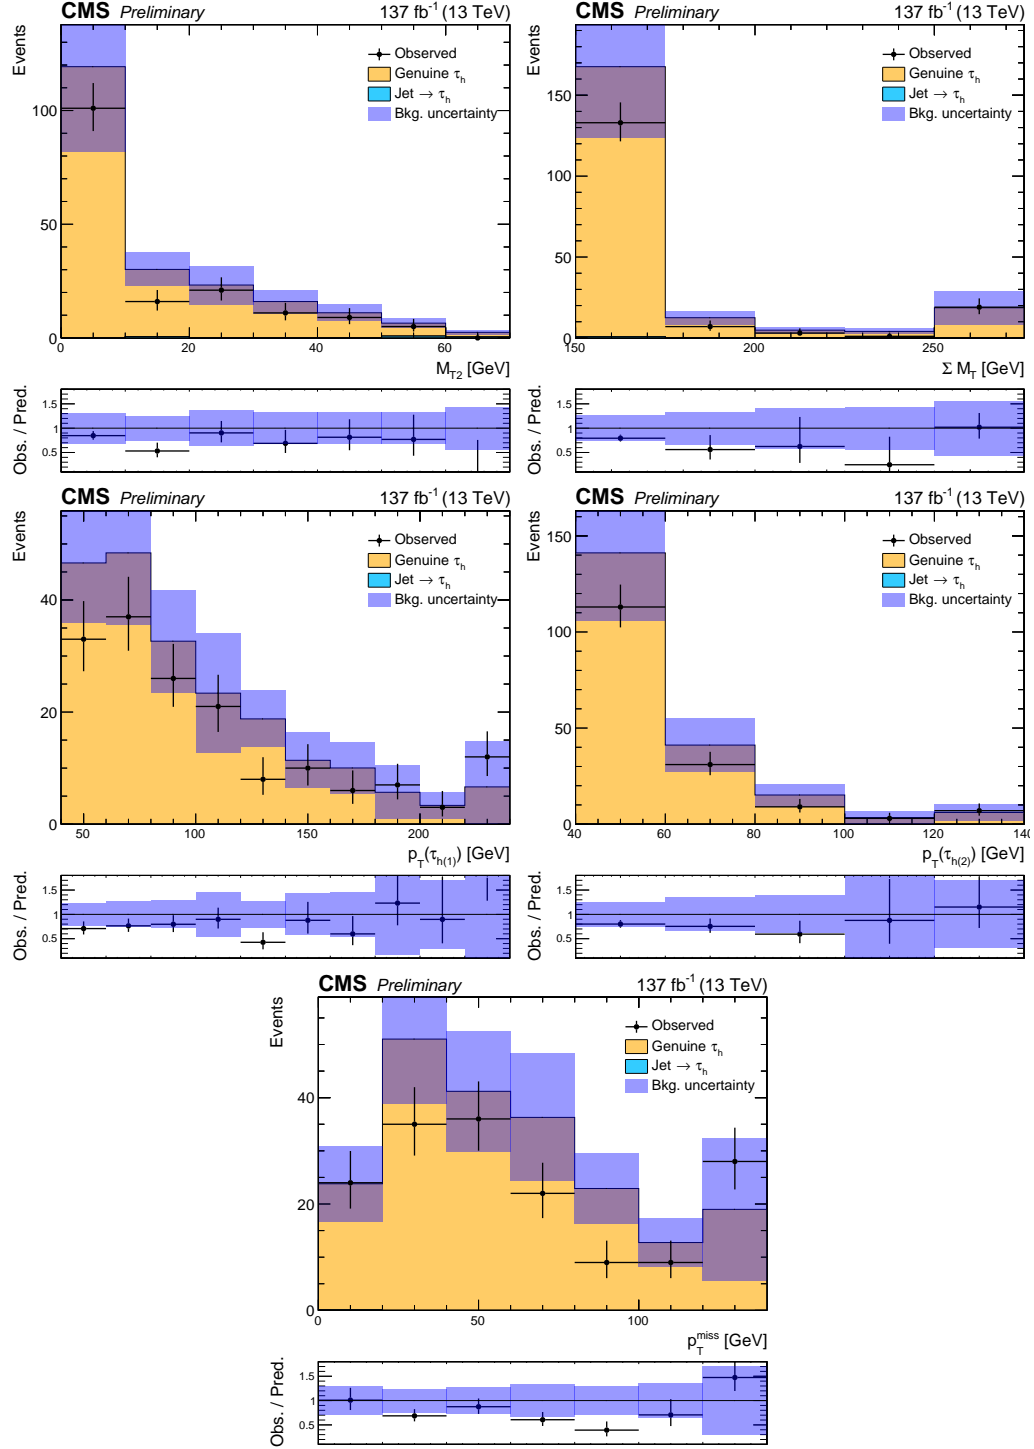 CMS Preliminary 137 fb⁻¹ (13 TeV)
Events
Observed
Genuine τh
Jet → τh
Bkg. uncertainty
100
50
0
0 20 40 60
MT2 [GeV]
Obs. / Pred.
1.5
1
0.5
CMS Preliminary 137 fb⁻¹ (13 TeV)
Events
Observed
Genuine τh
Jet → τh
Bkg. uncertainty
150
100
50
0
150 200 250
Σ MT [GeV]
Obs. / Pred.
1.5
1
0.5
CMS Preliminary 137 fb⁻¹ (13 TeV)
Events
Observed
Genuine τh
Jet → τh
Bkg. uncertainty
40
20
0
50 100 150 200
pT(τh(1)) [GeV]
Obs. / Pred.
1.5
1
0.5
CMS Preliminary 137 fb⁻¹ (13 TeV)
Events
Observed
Genuine τh
Jet → τh
Bkg. uncertainty
150
100
50
0
40 60 80 100 120 140
pT(τh(2)) [GeV]
Obs. / Pred.
1.5
1
0.5
CMS Preliminary 137 fb⁻¹ (13 TeV)
Events
Observed
Genuine τh
Jet → τh
Bkg. uncertainty
40
20
0
0 50 100
pTmiss [GeV]
Obs. / Pred.
1.5
1
0.5